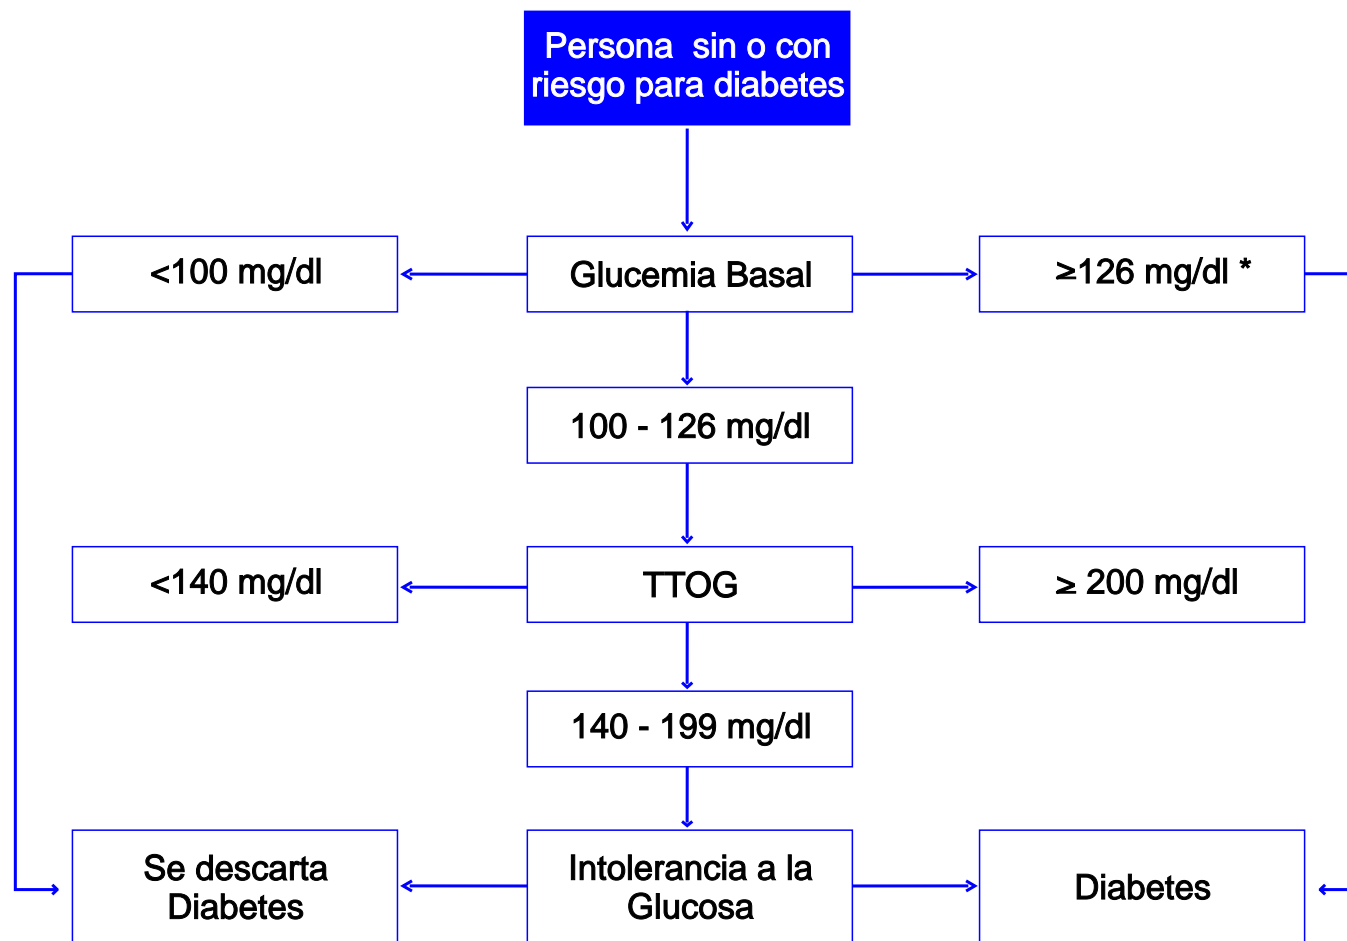 Persona sin o con
riesgo para diabetes
<100 mg/dl
Glucemia Basal
≥126 mg/dl *
100 - 126 mg/dl
<140 mg/dl
TTOG
≥ 200 mg/dl
140 - 199 mg/dl
Se descarta
Diabetes
Intolerancia a la
Glucosa
Diabetes